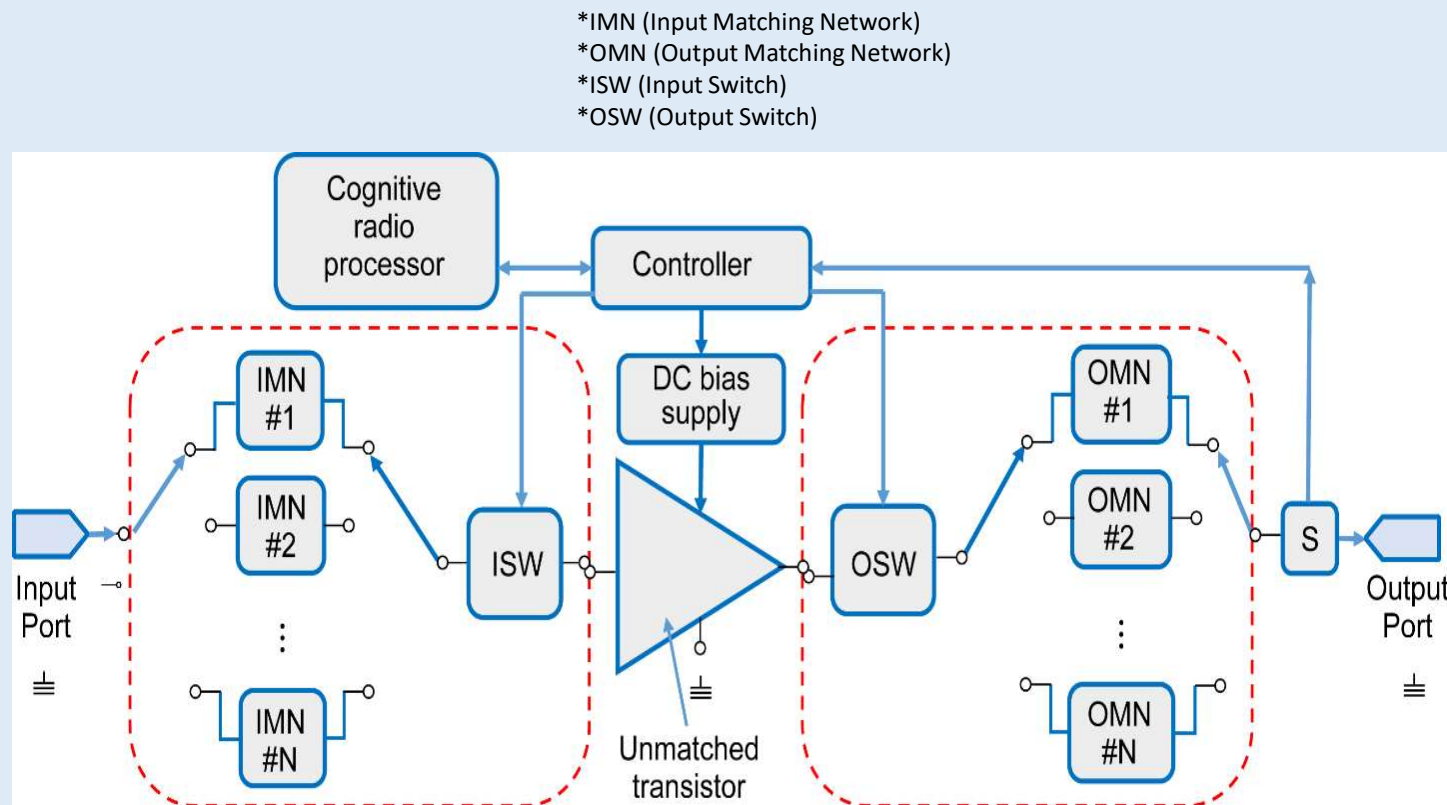 *IMN (Input Matching Network)
*OMN (Output Matching Network)
*ISW (Input Switch)
*OSW (Output Switch)
Cognitive
radio
processor
Controller
DC bias
supply
IMN
#1
IMN
#2
⋮
IMN
#N
Input
Port
ISW
Unmatched
transistor
OSW
OMN
#1
OMN
#2
⋮
OMN
#N
S
Output
Port